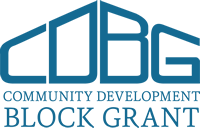 CDBG
COMMUNITY DEVELOPMENT
BLOCK GRANT